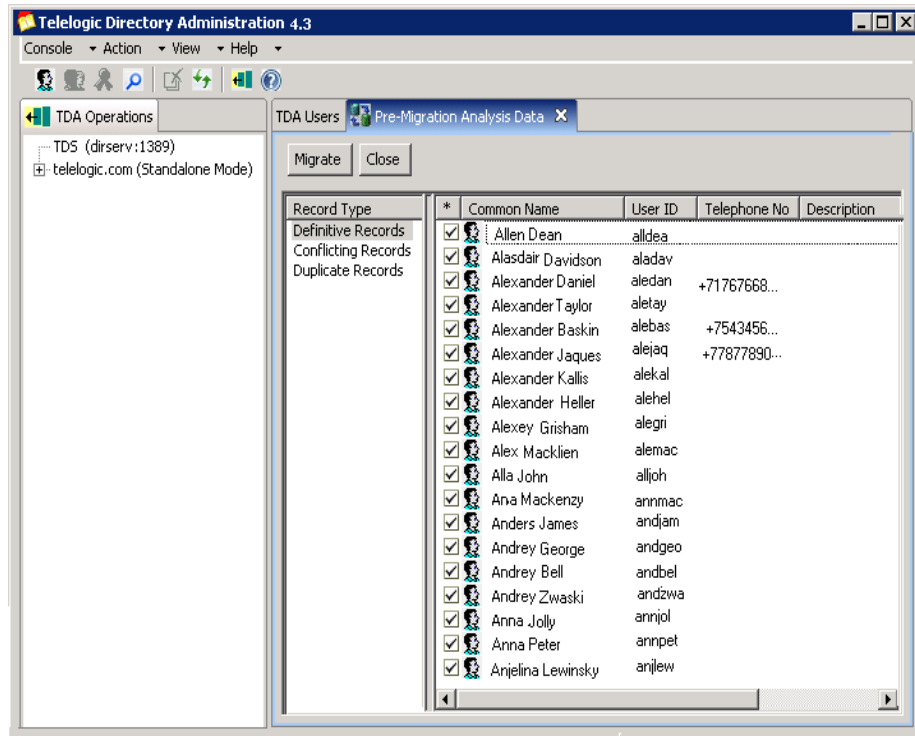 Telelogic Directory Administration 4.3
Console Action View Help
TDA Operations
TDS (dirserv:1389)
telelogic.com (Standalone Mode)
TDA Users Pre-Migration Analysis Data
Migrate Close
Record Type
Definitive Records
Conflicting Records
Duplicate Records
* Common Name User ID Telephone No Description
Allen Dean alldea
Alasdair Davidson aladav
Alexander Daniel aledan +71767668...
Alexander Taylor aletay
Alexander Baskin alebas +7543456...
Alexander Jaques alejaq +77877890...
Alexander Kallis alekal
Alexander Heller alehel
Alexey Grisham alegri
Alex Macklien alemac
Alla John alljoh
Ana Mackenzy annmac
Anders James andjam
Andrey George andgeo
Andrey Bell andbel
Andrey Zwaski andzwa
Anna Jolly annjol
Anna Peter annpet
Anjelina Lewinsky anjlew